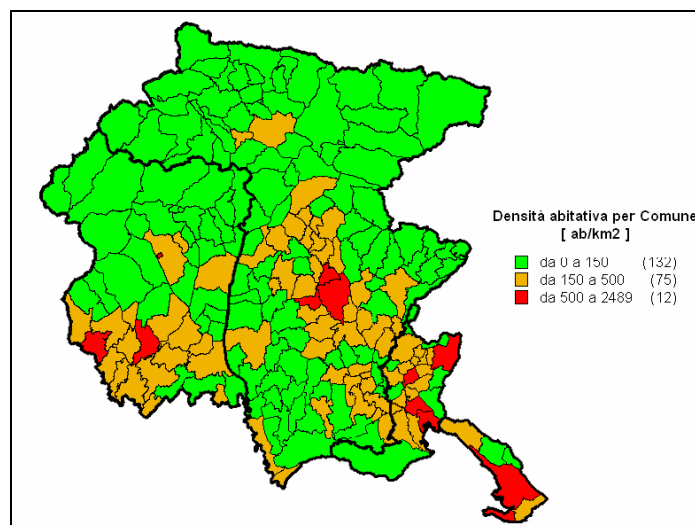 Densità abitativa per Comune
[ ab/km2 ]
da 0 a 150 (132)
da 150 a 500 (75)
da 500 a 2489 (12)